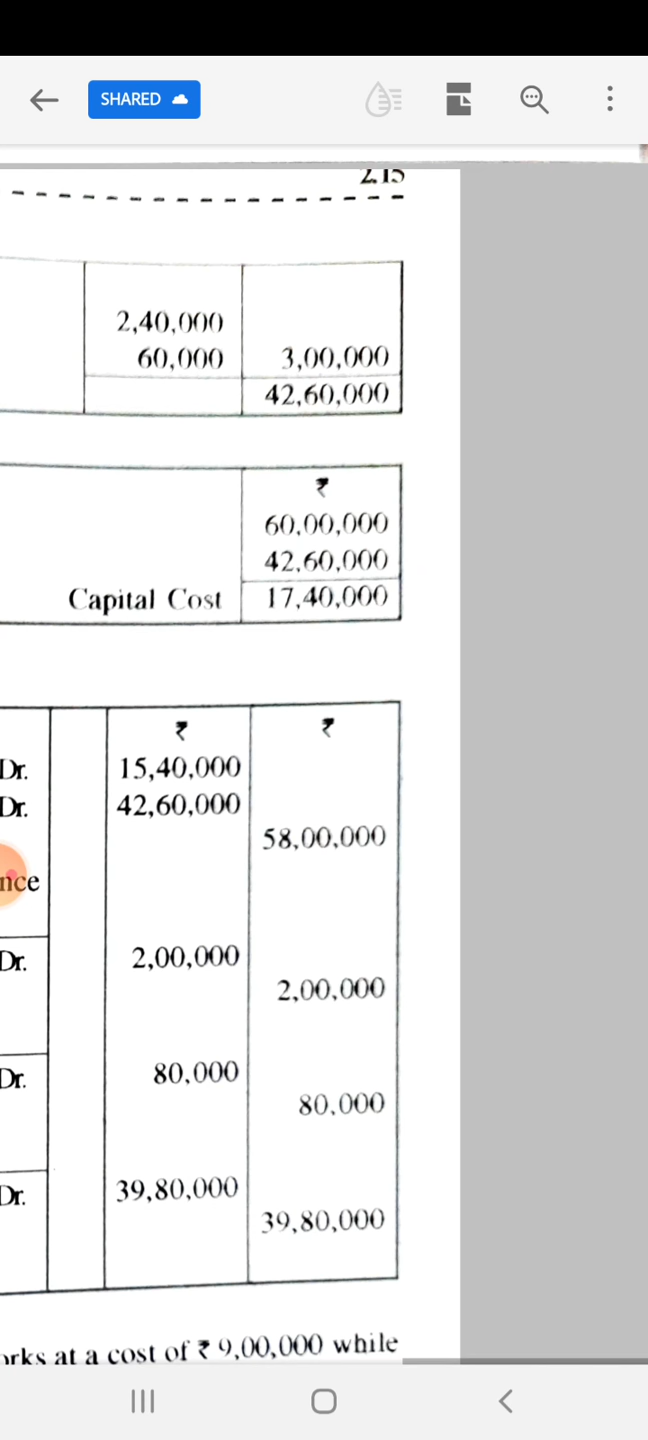 SHARED
2.15
2,40,000
60,000 3,00,000
42,60,000
₹
60,00,000
42,60,000
Capital Cost 17,40,000
₹ ₹
Dr. 15,40,000
Dr. 42,60,000
58,00,000
nce
Dr. 2,00,000
2,00,000
Dr. 80,000
80,000
Dr. 39,80,000
39,80,000
orks at a cost of ₹ 9,00,000 while